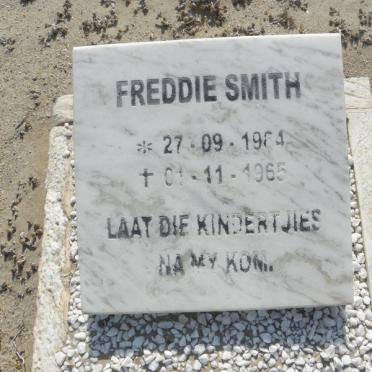 FREDDIE SMITH
* 27-09-1964
† 01-11-1965
LAAT DIE KINDERTJIES
NA MY KOM.